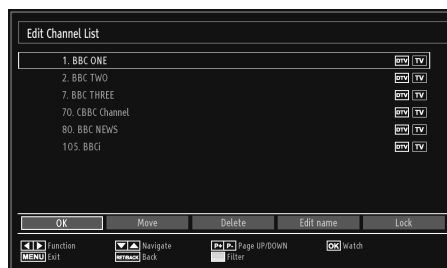 Edit Channel List
1. BBC ONE DTV TV
2. BBC TWO DTV TV
7. BBC THREE DTV TV
70. CBBC Channel DTV TV
80. BBC NEWS DTV TV
105. BBCi DTV TV
OK Move Delete Edit name Lock
Function Navigate P+ P- Page UP/DOWN OK Watch
MENU Exit RET/BACK Back Filter